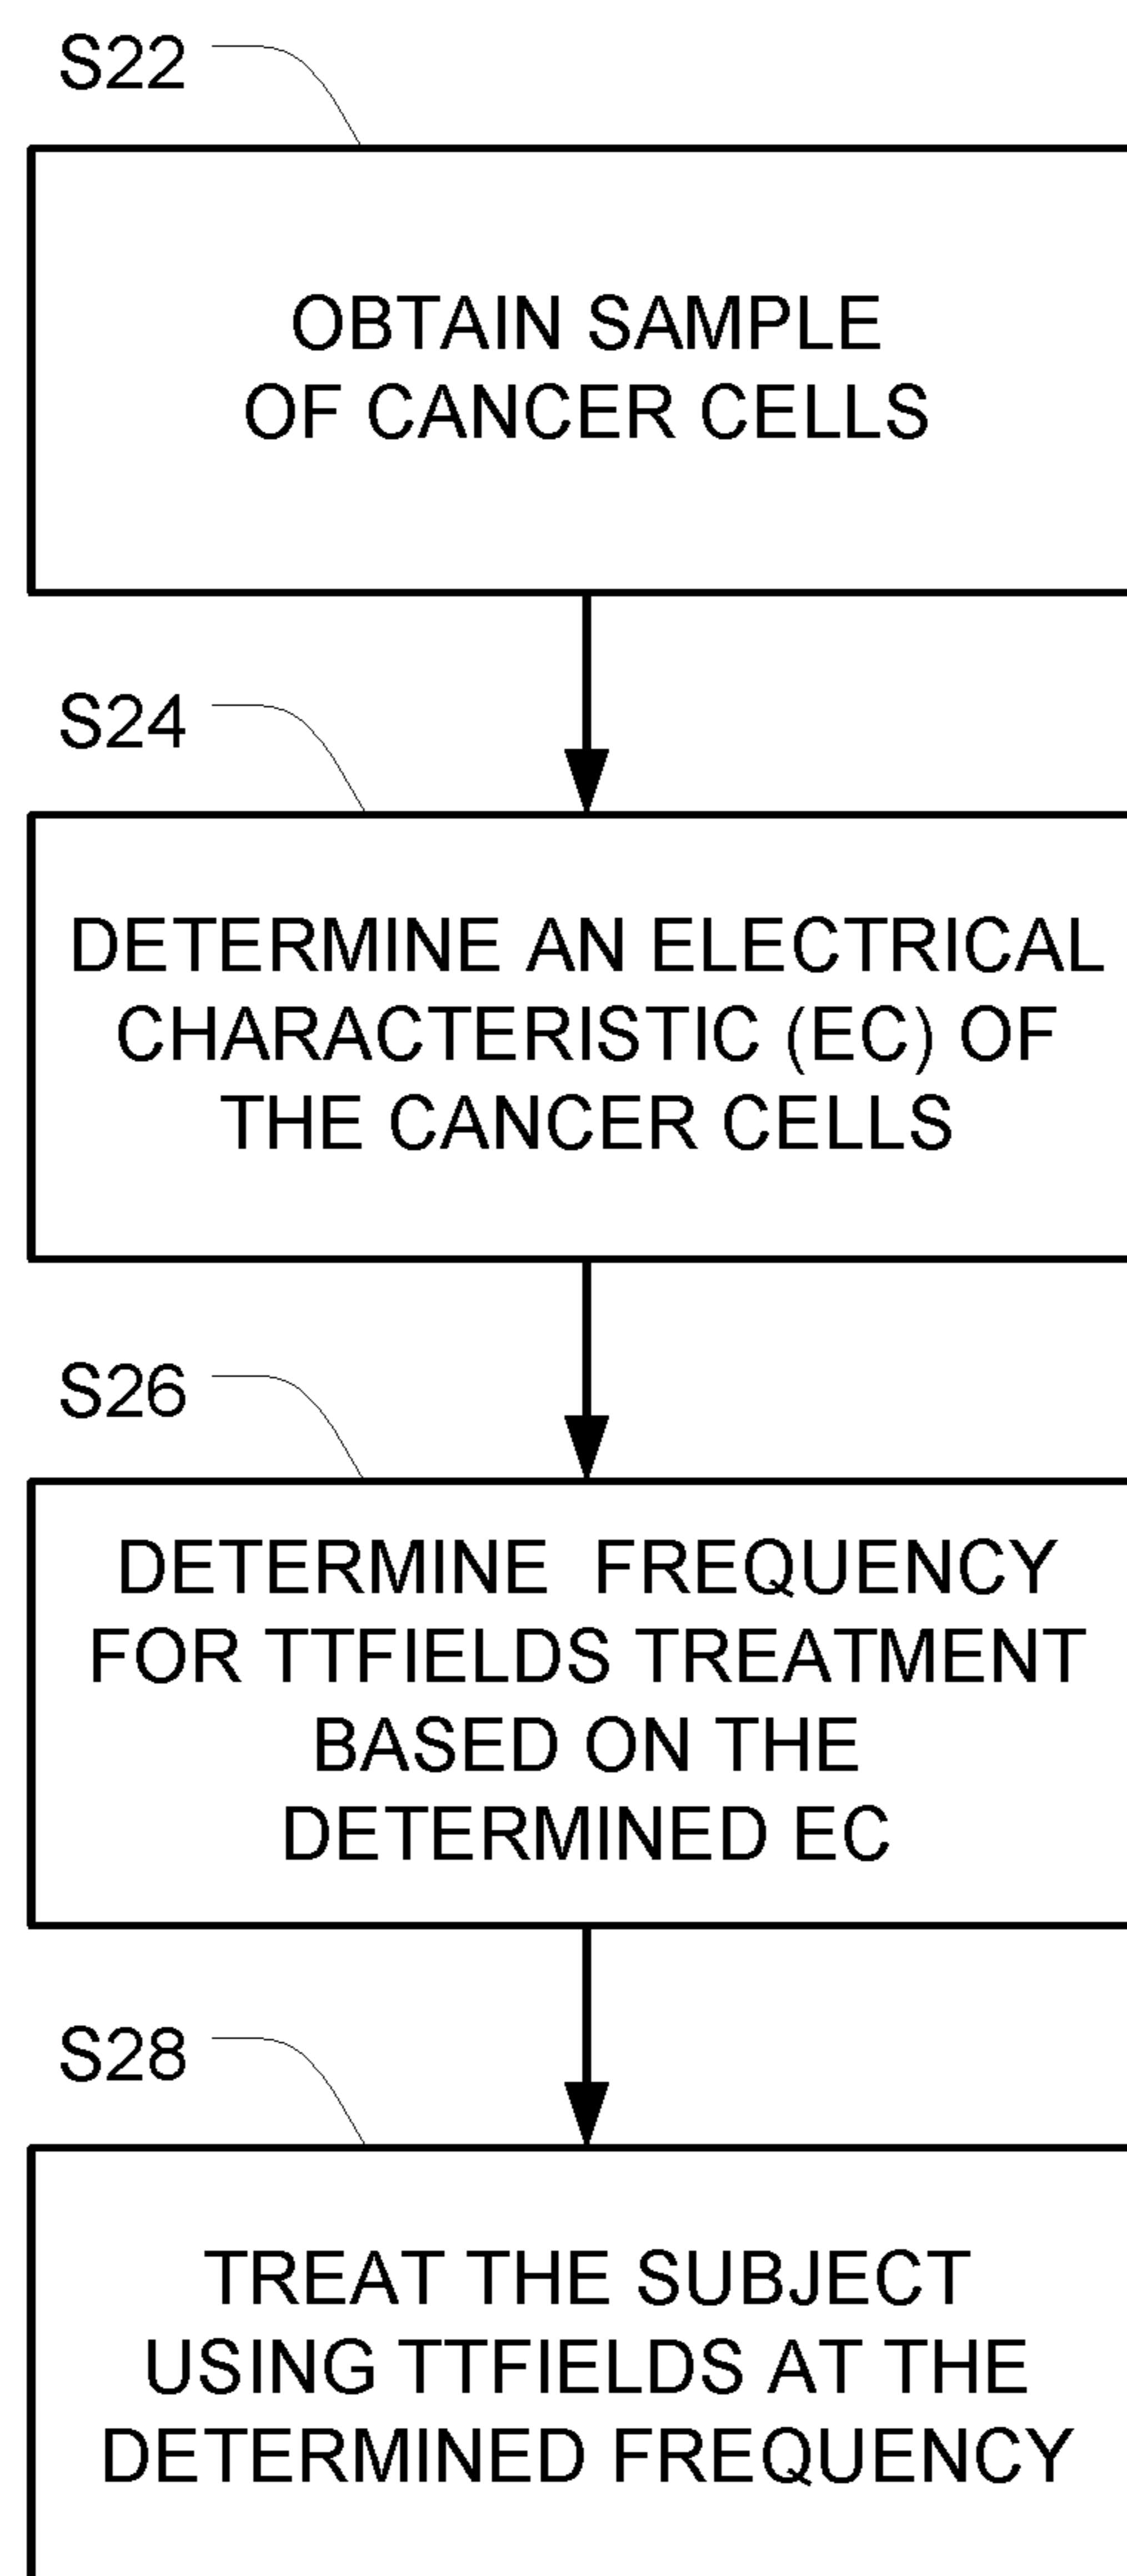 S22
OBTAIN SAMPLE
OF CANCER CELLS
S24
DETERMINE AN ELECTRICAL
CHARACTERISTIC (EC) OF
THE CANCER CELLS
S26
DETERMINE FREQUENCY
FOR TTFIELDS TREATMENT
BASED ON THE
DETERMINED EC
S28
TREAT THE SUBJECT
USING TTFIELDS AT THE
DETERMINED FREQUENCY